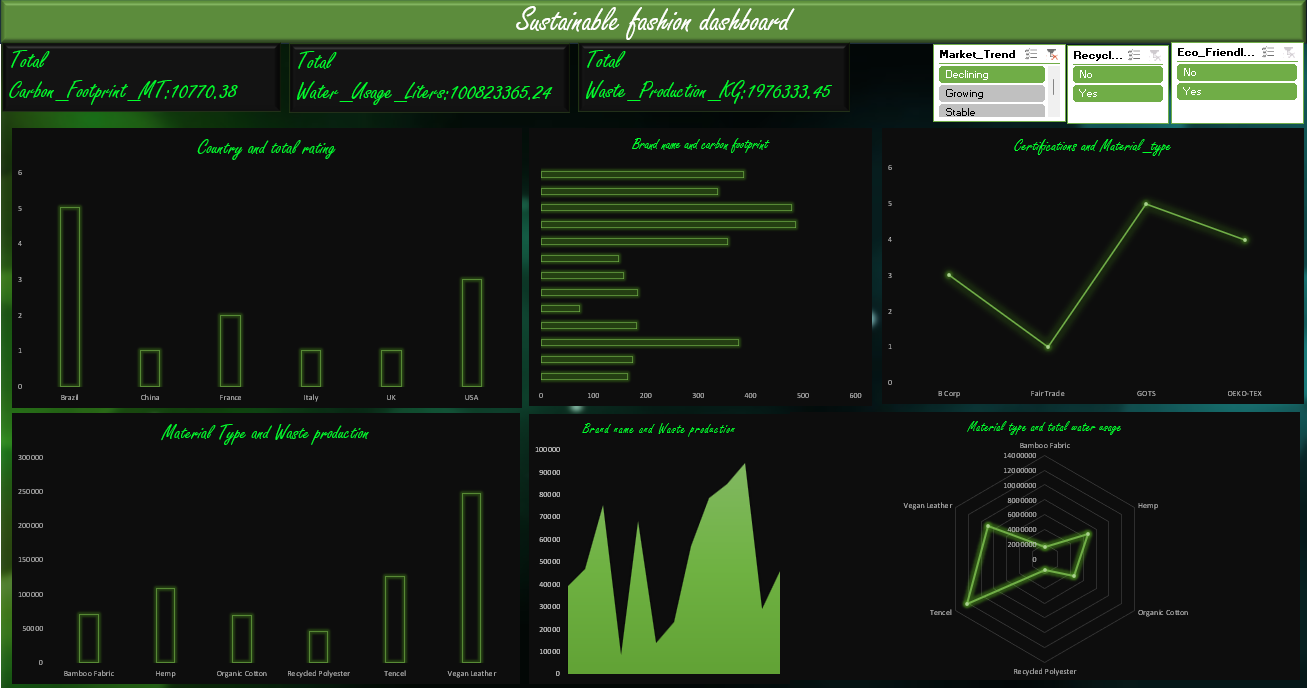 Sustainable fashion dashboard
Total
Carbon_Footprint_MT:10770.38
Total
Water_Usage_Liters:100823365.24
Total
Waste_Production_KG:1976333.45
Market_Trend
Declining
Growing
Stable
Recycl...
No
Yes
Eco_Friendl...
No
Yes
Country and total rating
6
5
4
3
2
1
0
Brazil China France Italy UK USA
Brand name and carbon footprint
0 100 200 300 400 500 600
Certifications and Material_type
6
5
4
3
2
1
0
B Corp Fair Trade GOTS OEKO-TEX
Material Type and Waste production
300000
250000
200000
150000
100000
50000
0
Bamboo Fabric Hemp Organic Cotton Recycled Polyester Tencel Vegan Leather
Brand name and Waste production
100000
90000
80000
70000
60000
50000
40000
30000
20000
10000
0
Material type and total water usage
Bamboo Fabric
14000000
12000000
10000000
8000000
6000000
4000000
2000000
0
Vegan Leather
Hemp
Tencel
Organic Cotton
Recycled Polyester